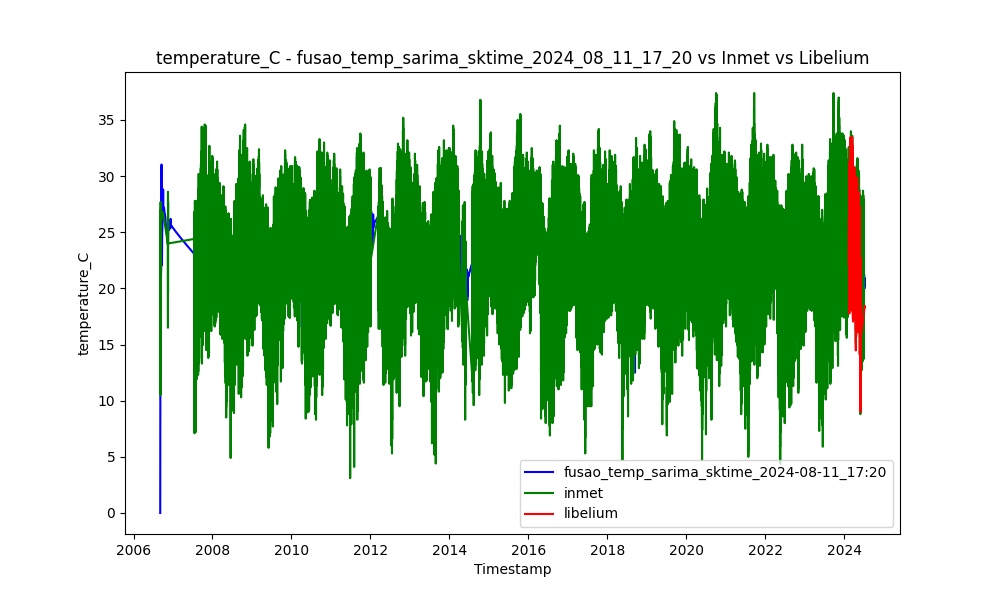 temperature_C - fusao_temp_sarima_sktime_2024_08_11_17_20 vs Inmet vs Libelium
temperature_C
35
30
25
20
15
10
5
0
fusao_temp_sarima_sktime_2024-08-11_17:20
inmet
libelium
2006 2008 2010 2012 2014 2016 2018 2020 2022 2024
Timestamp